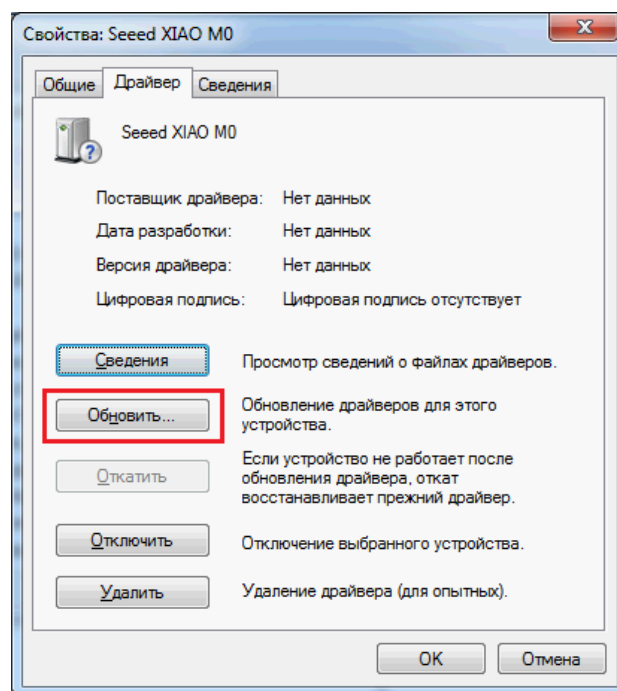 Свойства: Seeed XIAO M0
Общие Драйвер Сведения
Seeed XIAO M0
Поставщик драйвера: Нет данных
Дата разработки: Нет данных
Версия драйвера: Нет данных
Цифровая подпись: Цифровая подпись отсутствует
Сведения Просмотр сведений о файлах драйверов.
Обновить... Обновление драйверов для этого
устройства.
Откатить Если устройство не работает после
обновления драйвера, откат
восстанавливает прежний драйвер.
Отключить Отключение выбранного устройства.
Удалить Удаление драйвера (для опытных).
OK Отмена